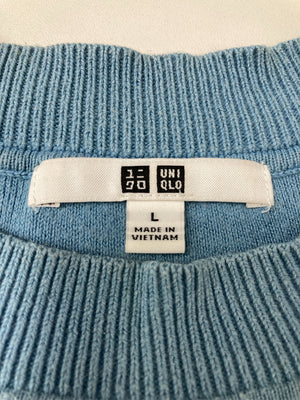 ユニ UNI
クロ QLO
L
MADE IN
VIETNAM